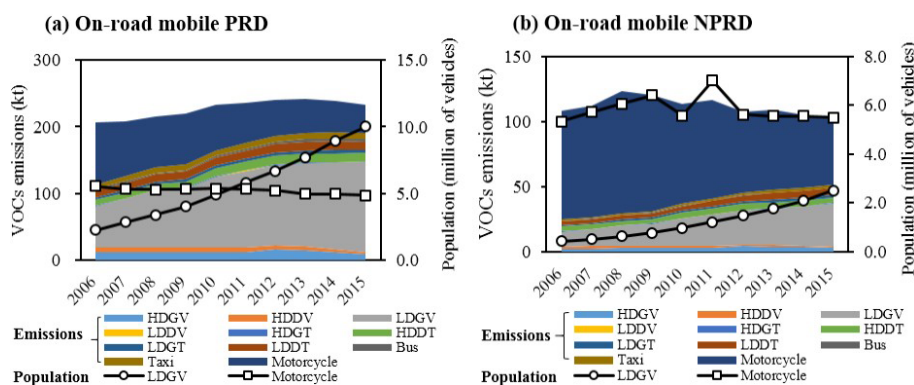 (a) On-road mobile PRD
VOCs emissions (kt)
300
200
100
0
15.0
10.0
5.0
0.0
Population (million of vehicles)
2006 2007 2008 2009 2010 2011 2012 2013 2014 2015
Emissions
HDGV HDDV LDGV
LDDV HDGT HDDT
LDGT LDDT Bus
Taxi Motorcycle
Population LDGV Motorcycle
(b) On-road mobile NPRD
VOCs emissions (kt)
150
100
50
0
8.0
6.0
4.0
2.0
0.0
Population (million of vehicles)
2006 2007 2008 2009 2010 2011 2012 2013 2014 2015
Emissions
HDGV HDDV LDGV
LDDV HDGT HDDT
LDGT LDDT Bus
Taxi Motorcycle
Population LDGV Motorcycle